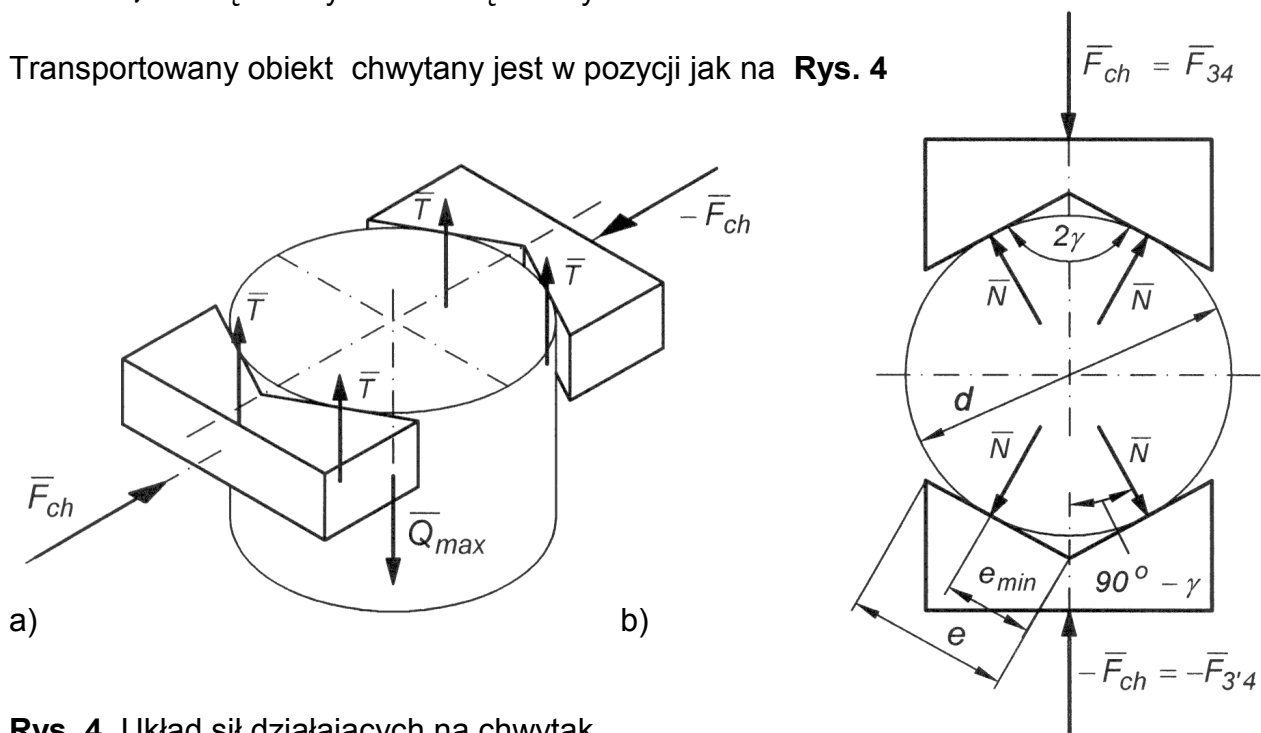 Transportowany obiekt chwytany jest w pozycji jak na Rys. 4
F̅ch = F̅34
T̅
− F̅ch
2γ
T̅
N̅
N̅
T̅
T̅
d
N̅
N̅
F̅ch
Q̅max
emin
90° − γ
e
a)
b)
− F̅ch = −F̅3'4
Rys. 4 Układ sił działających na chwytak